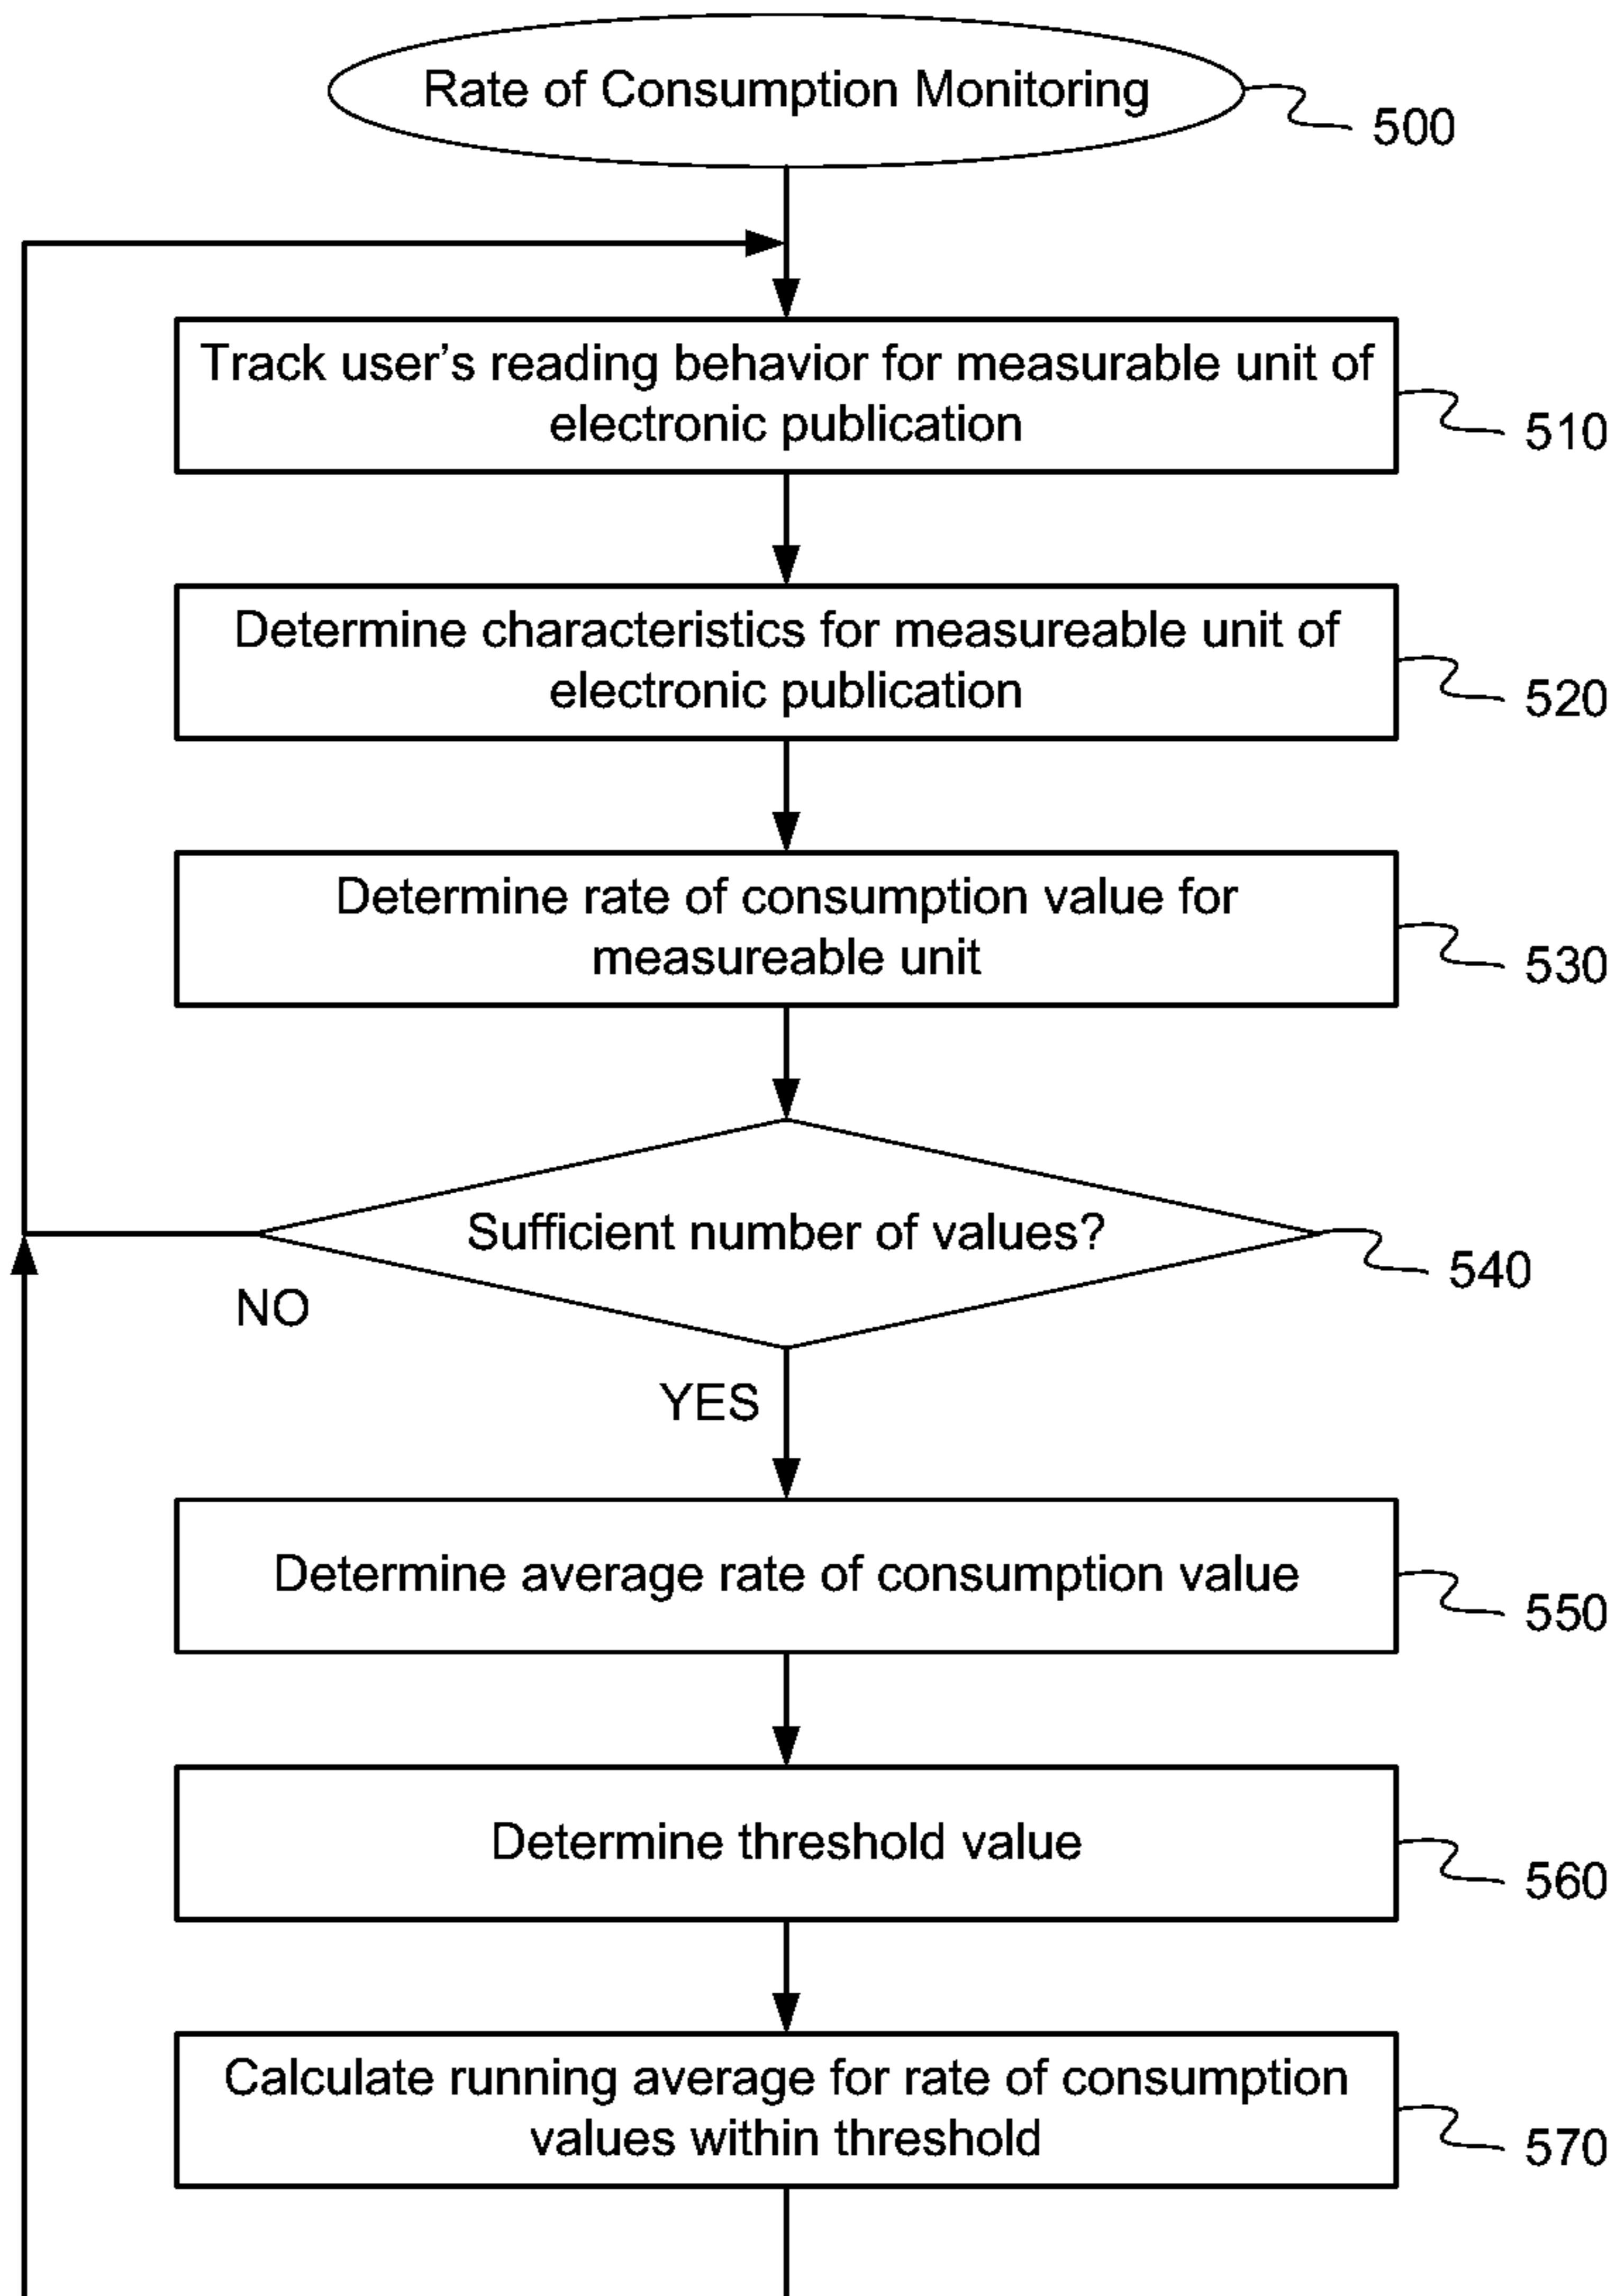 Rate of Consumption Monitoring
500
Track user’s reading behavior for measurable unit of
electronic publication
510
Determine characteristics for measureable unit of
electronic publication
520
Determine rate of consumption value for
measureable unit
530
Sufficient number of values?
540
NO
YES
Determine average rate of consumption value
550
Determine threshold value
560
Calculate running average for rate of consumption
values within threshold
570